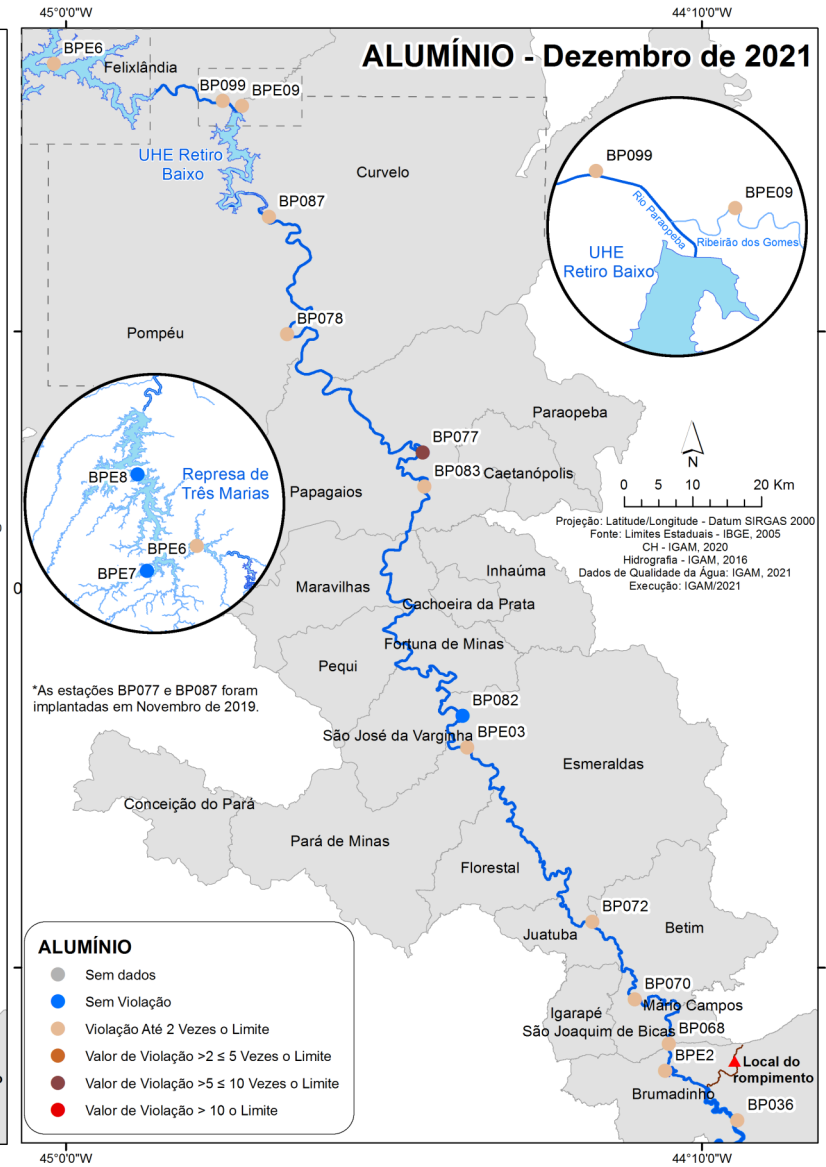 45°0'0"W
44°10'0"W
ALUMÍNIO - Dezembro de 2021
BPE6
Felixlândia
BP099
BPE09
UHE Retiro
Baixo
Curvelo
BP087
BP099
BPE09
Rio Paraopeba
Ribeirão dos Gomes
UHE
Retiro Baixo
BP078
Pompéu
Paraopeba
BP077
N
BP083
Caetanópolis
BPE8
Represa de
Três Marias
Papagaios
0 5 10 20 Km
Projeção: Latitude/Longitude - Datum SIRGAS 2000
Fonte: Limites Estaduais - IBGE, 2005
CH - IGAM, 2020
Hidrografia - IGAM, 2016
Dados de Qualidade da Água: IGAM, 2021
Execução: IGAM/2021
BPE6
BPE7
Inhaúma
Maravilhas
Cachoeira da Prata
Fortuna de Minas
Pequi
*As estações BP077 e BP087 foram
implantadas em Novembro de 2019.
BP082
São José da Varginha
BPE03
Esmeraldas
Conceição do Pará
Pará de Minas
Florestal
BP072
Juatuba
Betim
BP070
Mário Campos
Igarapé
São Joaquim de Bicas
BP068
BPE2
Local do
rompimento
Brumadinho
BP036
ALUMÍNIO
Sem dados
Sem Violação
Violação Até 2 Vezes o Limite
Valor de Violação >2 ≤ 5 Vezes o Limite
Valor de Violação >5 ≤ 10 Vezes o Limite
Valor de Violação > 10 o Limite
45°0'0"W
44°10'0"W